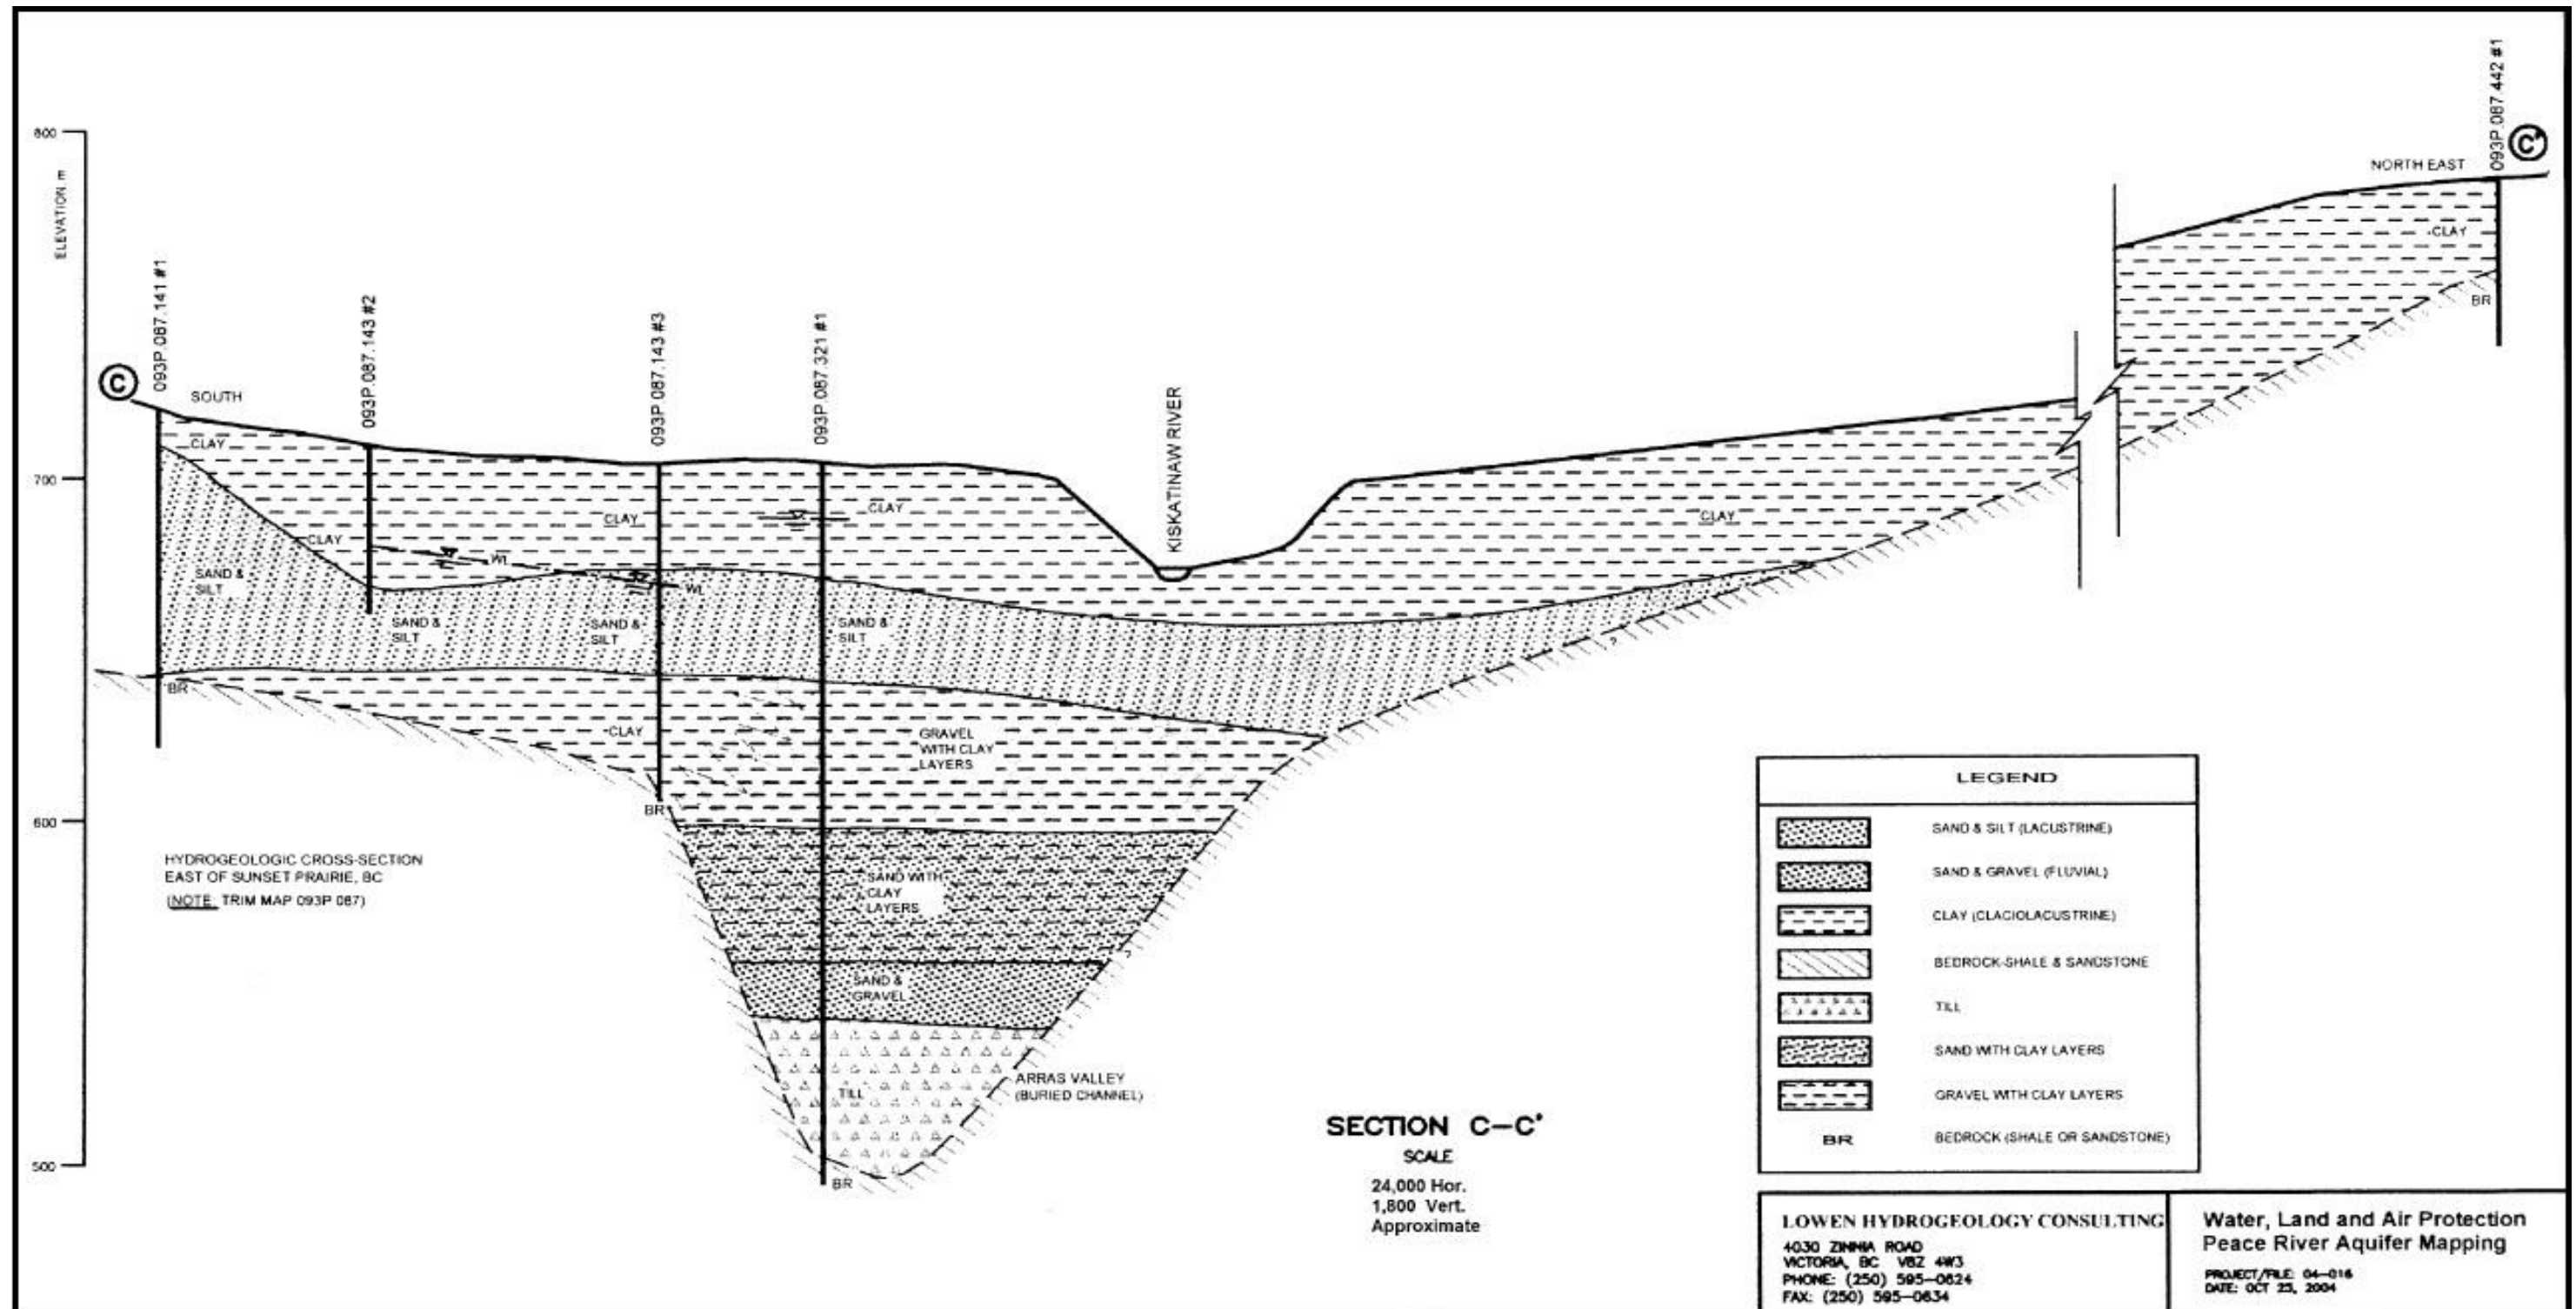 093P.087.442 #1
C'
NORTH EAST
800
ELEVATION m
CLAY
BR
093P.087.141 #1
093P.087.143 #2
093P.087.143 #3
093P.087.321 #1
KISKATINAW RIVER
C
SOUTH
CLAY
700
CLAY
CLAY
CLAY
CLAY
WL
WL
SAND &
SILT
SAND &
SILT
SAND &
SILT
SAND &
SILT
BR
CLAY
GRAVEL
WITH CLAY
LAYERS
BR
600
?
HYDROGEOLOGIC CROSS-SECTION
EAST OF SUNSET PRAIRIE, BC
(NOTE: TRIM MAP 093P 087)
SAND WITH
CLAY
LAYERS
?
SAND &
GRAVEL
TILL
ARRAS VALLEY
(BURIED CHANNEL)
500
BR
SECTION C-C'
SCALE
24,000 Hor.
1,800 Vert.
Approximate
LEGEND
SAND & SILT (LACUSTRINE)
SAND & GRAVEL (FLUVIAL)
CLAY (CLACIOLACUSTRINE)
BEDROCK-SHALE & SANDSTONE
TILL
SAND WITH CLAY LAYERS
GRAVEL WITH CLAY LAYERS
BR BEDROCK (SHALE OR SANDSTONE)
LOWEN HYDROGEOLOGY CONSULTING
4030 ZINNIA ROAD
VICTORIA, BC V8Z 4W3
PHONE: (250) 595-0624
FAX: (250) 595-0634
Water, Land and Air Protection
Peace River Aquifer Mapping
PROJECT/FILE: 04-016
DATE: OCT 25, 2004